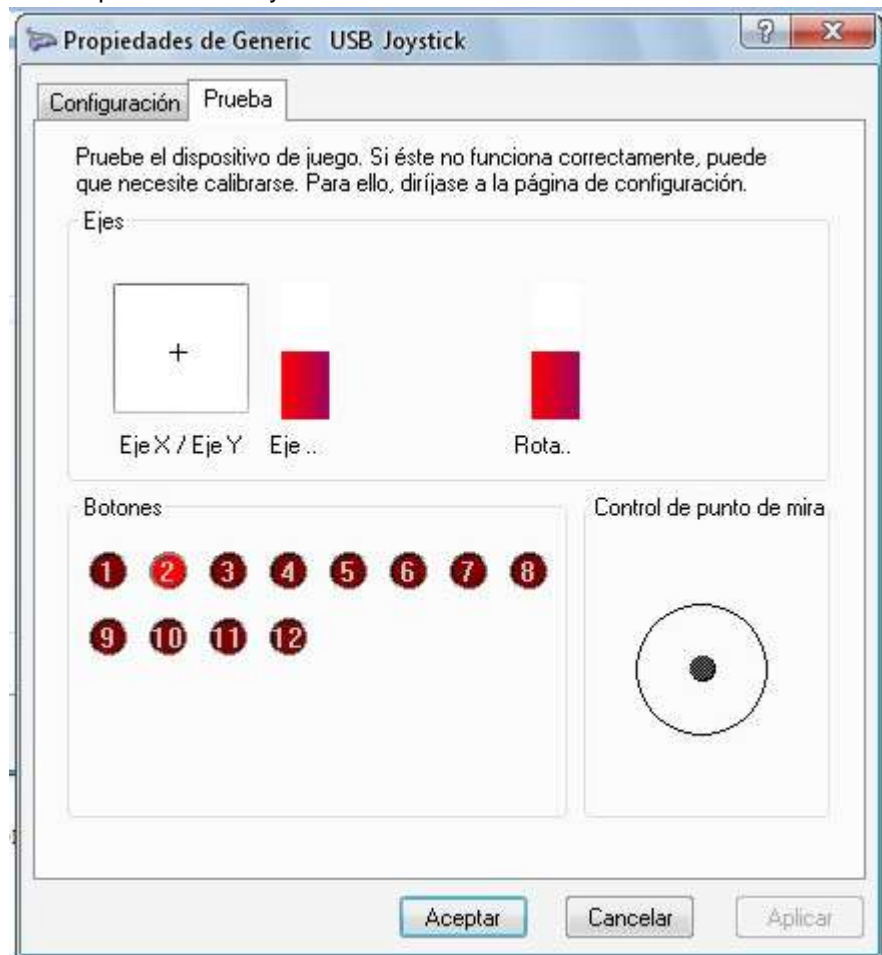 Propiedades de Generic USB Joystick
Configuración Prueba
Pruebe el dispositivo de juego. Si éste no funciona correctamente, puede
que necesite calibrarse. Para ello, diríjase a la página de configuración.
Ejes
Eje X / Eje Y Eje .. Rota..
Botones
1 2 3 4 5 6 7 8
9 10 11 12
Control de punto de mira
Aceptar Cancelar Aplicar